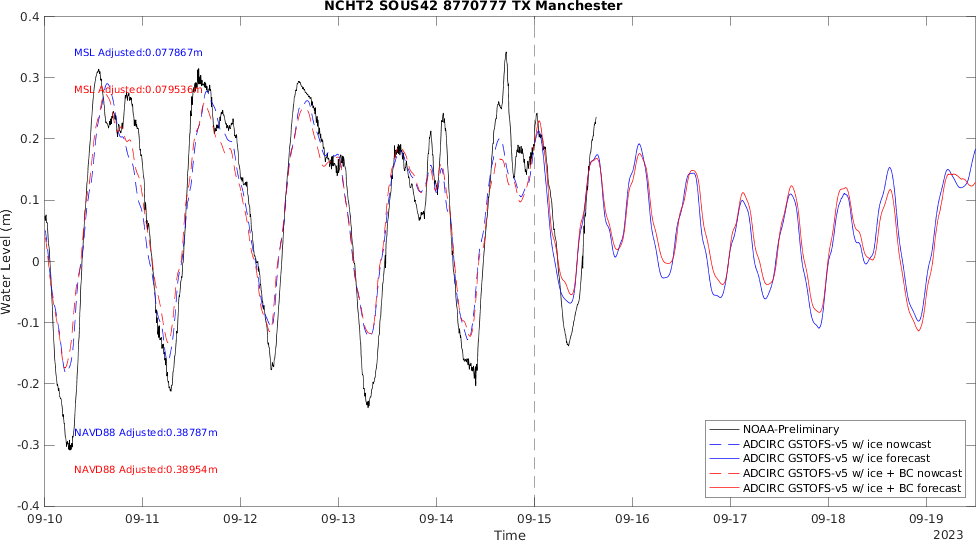 NCHT2 SOUS42 8770777 TX Manchester
0.4
MSL Adjusted:0.077867m
0.3
MSL Adjusted:0.079536m
0.2
0.1
Water Level (m)
0
-0.1
-0.2
-0.3
NAVD88 Adjusted:0.38787m
NAVD88 Adjusted:0.38954m
-0.4
NOAA-Preliminary
ADCIRC GSTOFS-v5 w/ ice nowcast
ADCIRC GSTOFS-v5 w/ ice forecast
ADCIRC GSTOFS-v5 w/ ice + BC nowcast
ADCIRC GSTOFS-v5 w/ ice + BC forecast
09-10 09-11 09-12 09-13 09-14 09-15 09-16 09-17 09-18 09-19
Time
2023